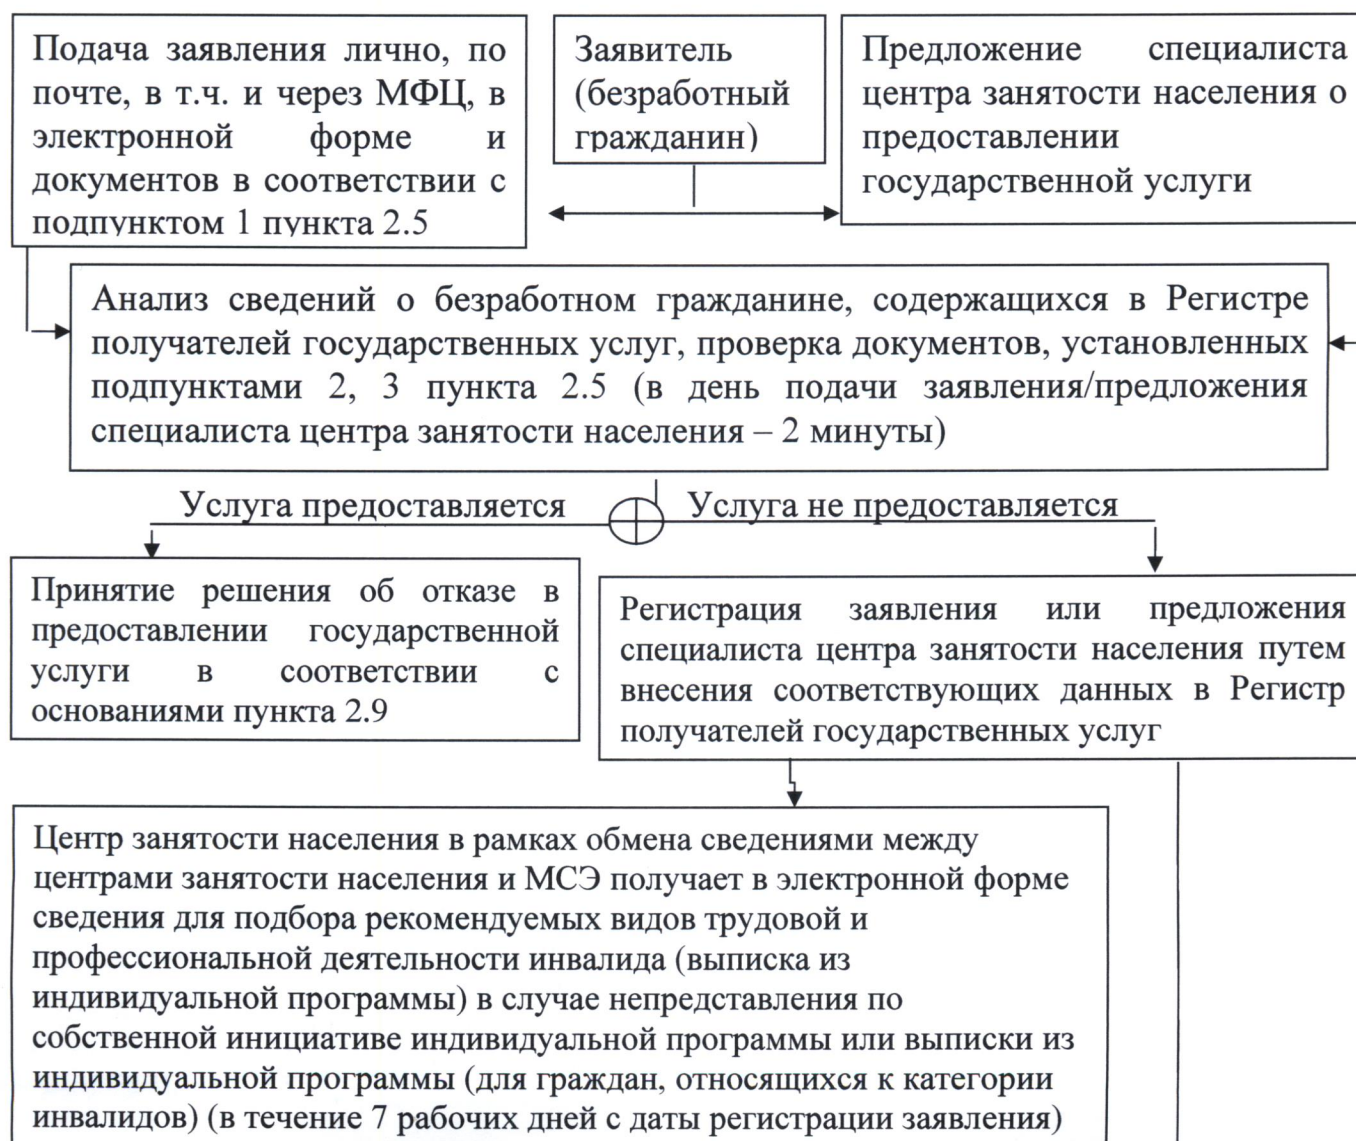 Подача заявления лично, по
почте, в т.ч. и через МФЦ, в
электронной форме и
документов в соответствии с
подпунктом 1 пункта 2.5
Заявитель
(безработный
гражданин)
Предложение специалиста
центра занятости населения о
предоставлении
государственной услуги
Анализ сведений о безработном гражданине, содержащихся в Регистре
получателей государственных услуг, проверка документов, установленных
подпунктами 2, 3 пункта 2.5 (в день подачи заявления/предложения
специалиста центра занятости населения – 2 минуты)
Услуга предоставляется
Услуга не предоставляется
Принятие решения об отказе в
предоставлении государственной
услуги в соответствии с
основаниями пункта 2.9
Регистрация заявления или предложения
специалиста центра занятости населения путем
внесения соответствующих данных в Регистр
получателей государственных услуг
Центр занятости населения в рамках обмена сведениями между
центрами занятости населения и МСЭ получает в электронной форме
сведения для подбора рекомендуемых видов трудовой и
профессиональной деятельности инвалида (выписка из
индивидуальной программы) в случае непредставления по
собственной инициативе индивидуальной программы или выписки из
индивидуальной программы (для граждан, относящихся к категории
инвалидов) (в течение 7 рабочих дней с даты регистрации заявления)